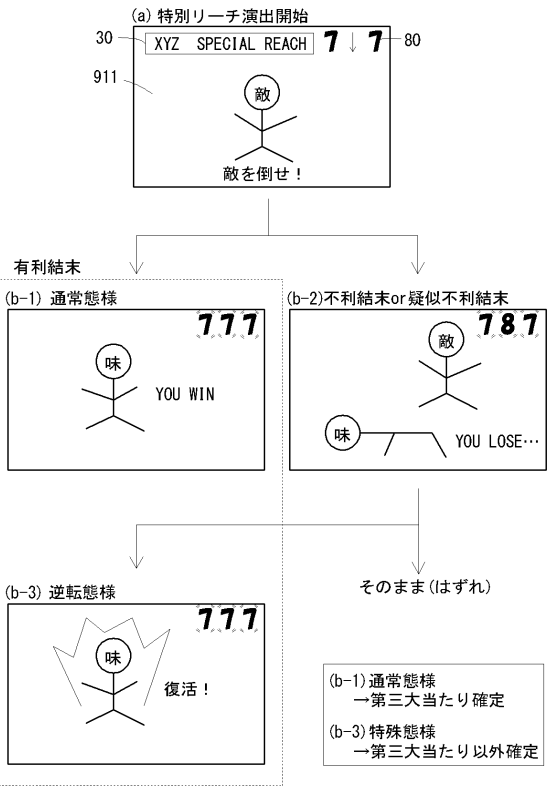 (a) 特別リーチ演出開始
30
XYZ SPECIAL REACH
7 ↓ 7
80
911
敵
敵を倒せ！
有利結末
(b-1) 通常態様
777
味
YOU WIN
(b-2)不利結末or疑似不利結末
787
敵
味
YOU LOSE…
(b-3) 逆転態様
777
味
復活！
そのまま(はずれ)
(b-1)通常態様
→第三大当たり確定
(b-3)特殊態様
→第三大当たり以外確定